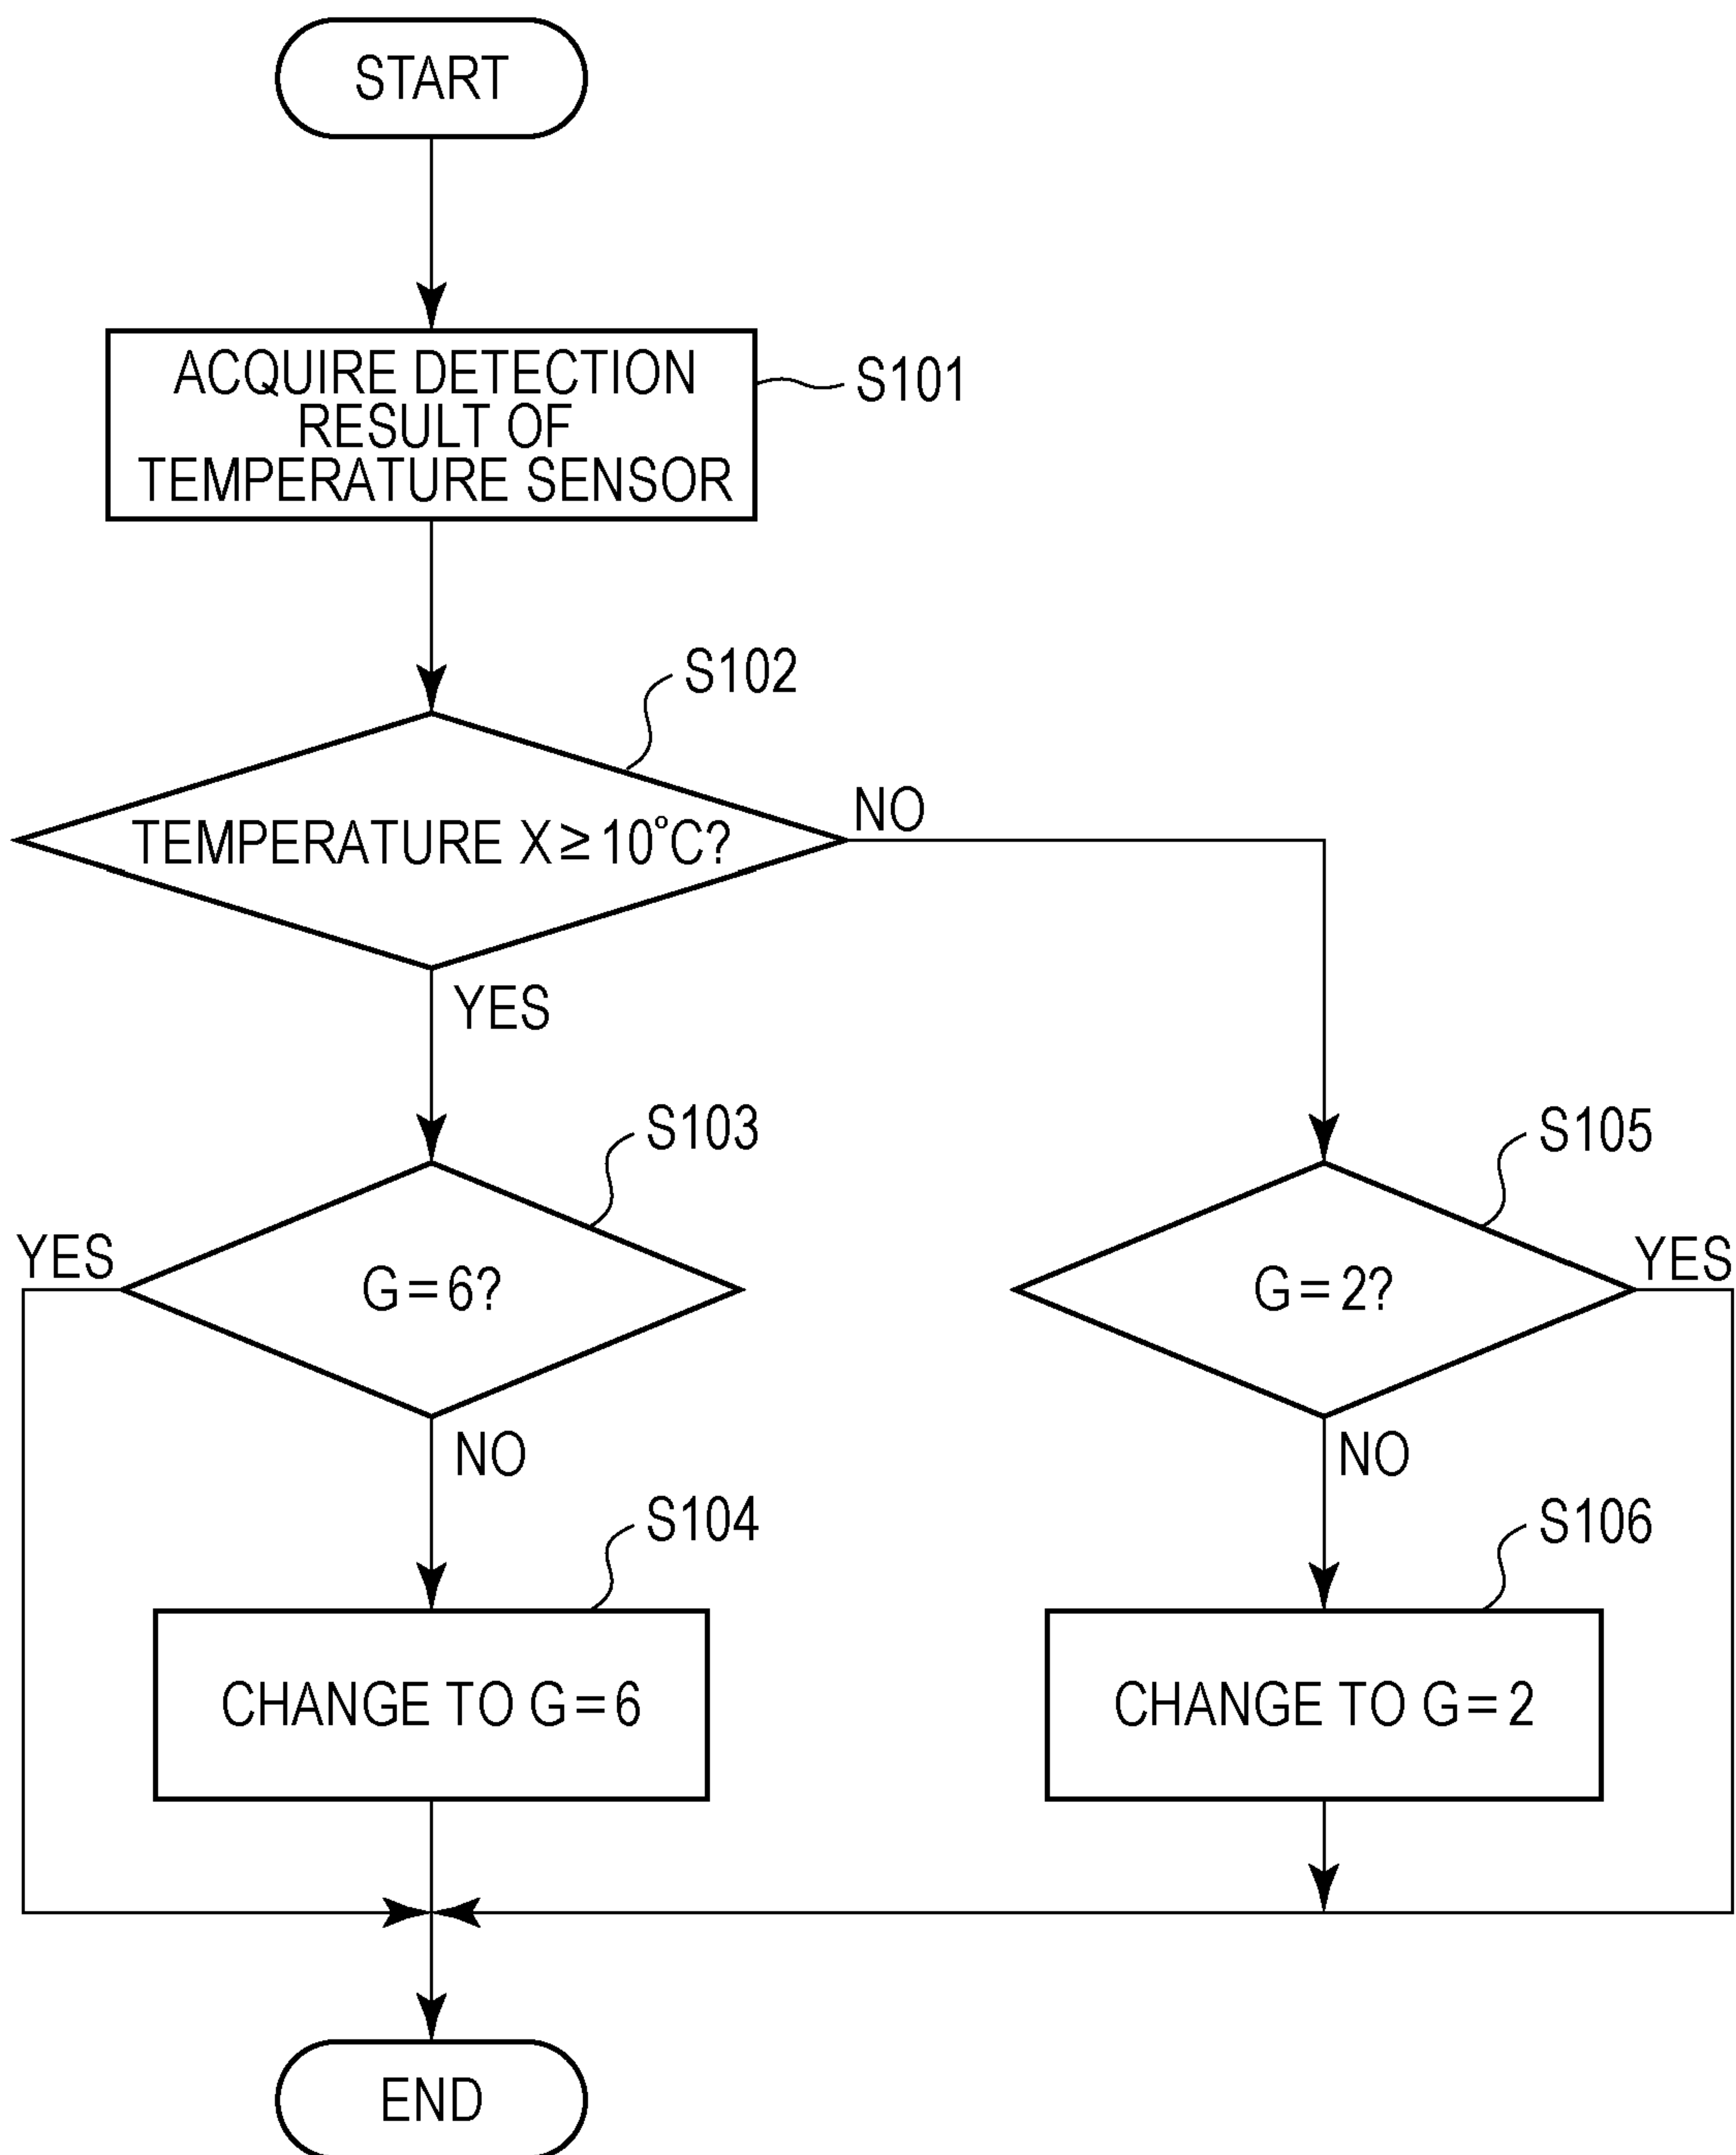 START
ACQUIRE DETECTION
RESULT OF
TEMPERATURE SENSOR
S101
S102
TEMPERATURE X≥10°C?
NO
YES
S103
S105
YES
G=6?
G=2?
YES
NO
NO
S104
S106
CHANGE TO G=6
CHANGE TO G=2
END